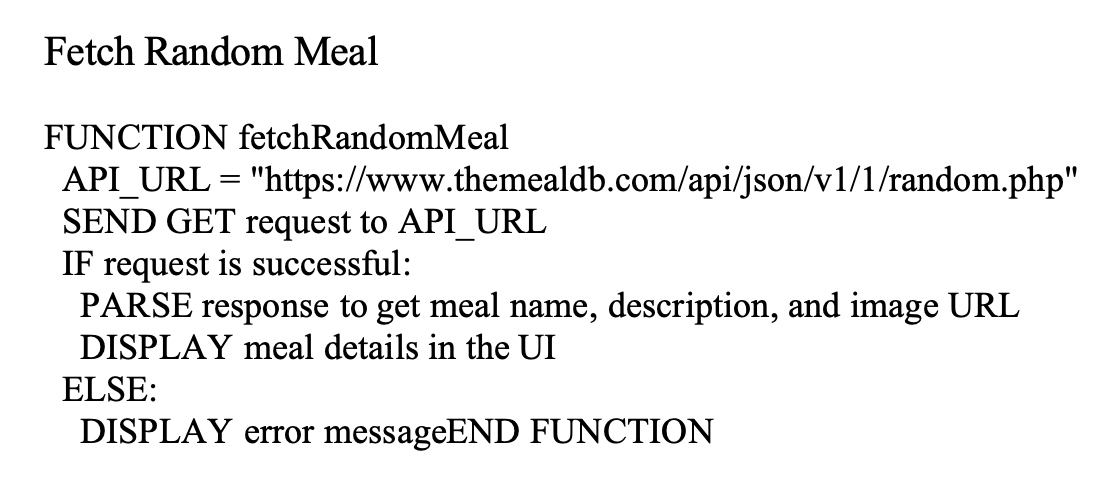 Fetch Random Meal
FUNCTION fetchRandomMeal
API_URL = "https://www.themealdb.com/api/json/v1/1/random.php"
SEND GET request to API_URL
IF request is successful:
PARSE response to get meal name, description, and image URL
DISPLAY meal details in the UI
ELSE:
DISPLAY error messageEND FUNCTION